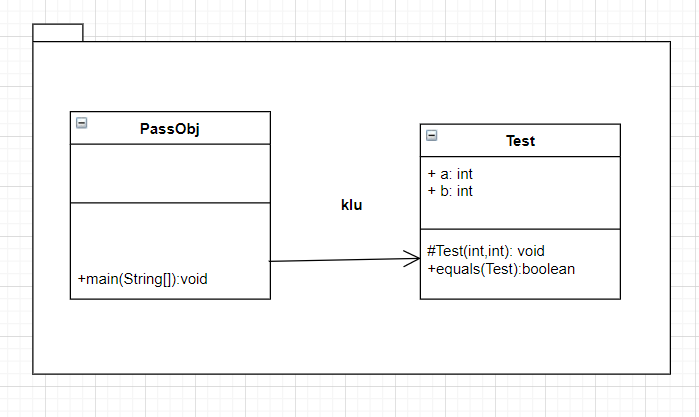 PassObj
+main(String[]):void
klu
Test
+ a: int
+ b: int
#Test(int,int): void
+equals(Test):boolean